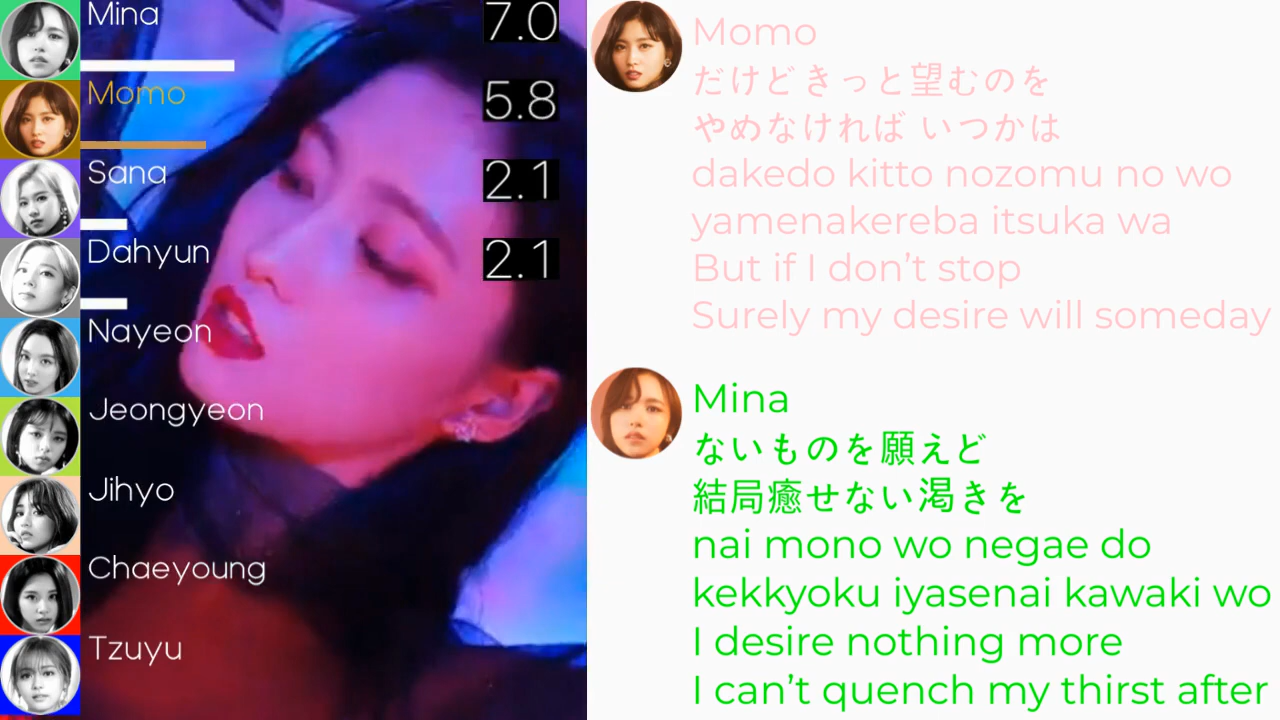 Mina
7.0
Momo
5.8
Sana
2.1
Dahyun
2.1
Nayeon
Jeongyeon
Jihyo
Chaeyoung
Tzuyu
Momo
だけどきっと望むのを
やめなければ いつかは
dakedo kitto nozomu no wo
yamenakereba itsuka wa
But if I don’t stop
Surely my desire will someday
Mina
ないものを願えど
結局癒せない渇きを
nai mono wo negae do
kekkyoku iyasenai kawaki wo
I desire nothing more
I can’t quench my thirst after